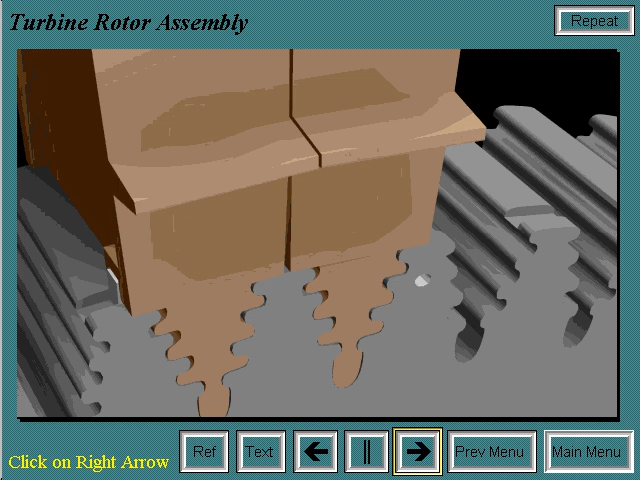 Turbine Rotor Assembly
Repeat
Click on Right Arrow
Ref
Text
Prev Menu
Main Menu